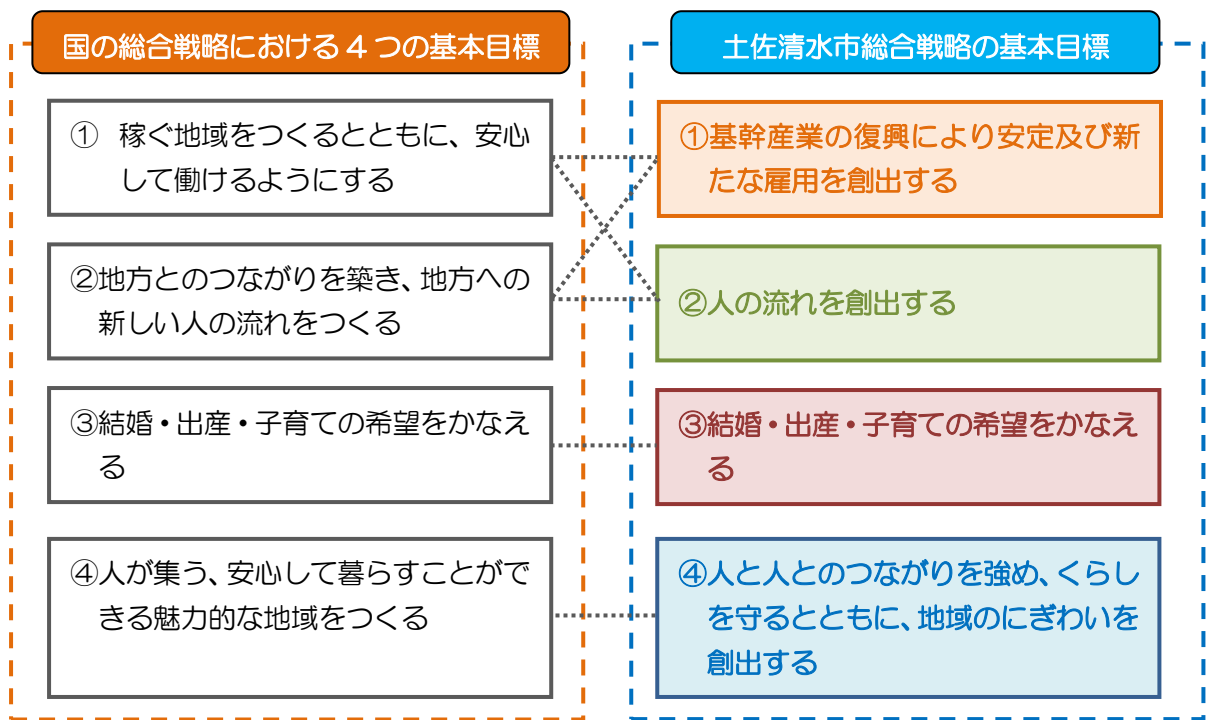 国の総合戦略における4つの基本目標
① 稼ぐ地域をつくるとともに、安心
して働けるようにする
②地方とのつながりを築き、地方への
新しい人の流れをつくる
③結婚・出産・子育ての希望をかなえ
る
④人が集う、安心して暮らすことがで
きる魅力的な地域をつくる
土佐清水市総合戦略の基本目標
①基幹産業の復興により安定及び新
たな雇用を創出する
②人の流れを創出する
③結婚・出産・子育ての希望をかなえ
る
④人と人とのつながりを強め、くらし
を守るとともに、地域のにぎわいを
創出する